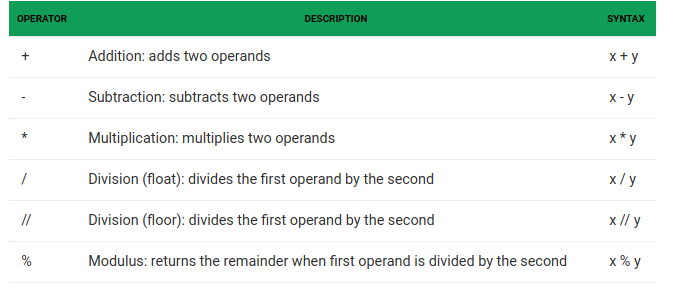 OPERATOR DESCRIPTION SYNTAX
+ Addition: adds two operands x + y
- Subtraction: subtracts two operands x - y
* Multiplication: multiplies two operands x * y
/ Division (float): divides the first operand by the second x / y
// Division (floor): divides the first operand by the second x // y
% Modulus: returns the remainder when first operand is divided by the second x % y